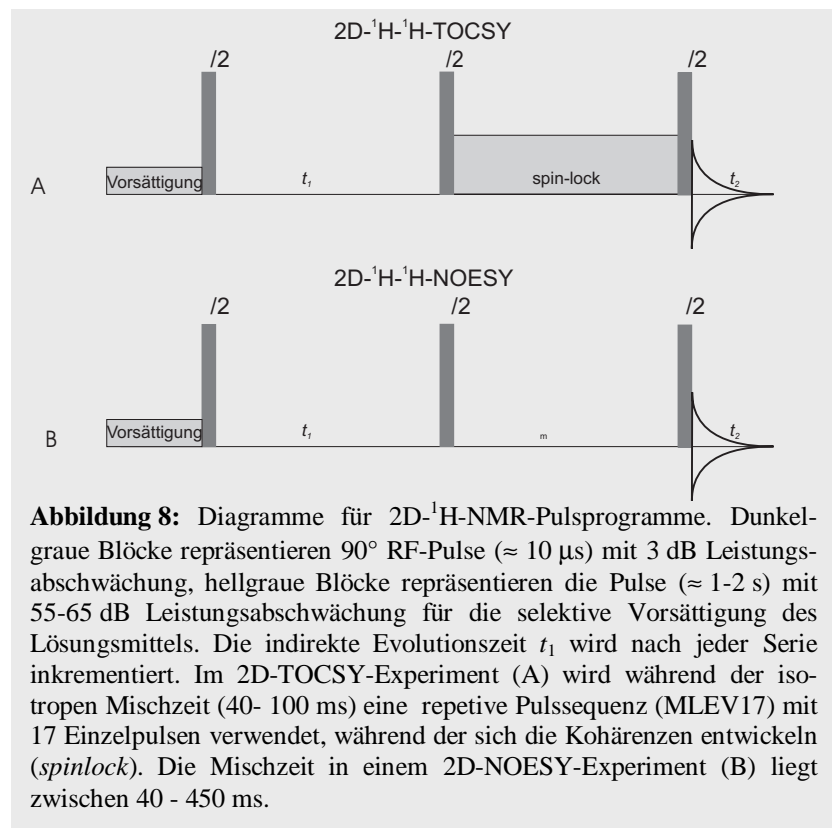 2D-¹H-¹H-TOCSY
/2 /2 /2
A Vorsättigung t₁ spin-lock t₂
2D-¹H-¹H-NOESY
/2 /2 /2
B Vorsättigung t₁ m t₂
Abbildung 8: Diagramme für 2D-¹H-NMR-Pulsprogramme. Dunkel-
graue Blöcke repräsentieren 90° RF-Pulse (≈ 10 μs) mit 3 dB Leistungs-
abschwächung, hellgraue Blöcke repräsentieren die Pulse (≈ 1-2 s) mit
55-65 dB Leistungsabschwächung für die selektive Vorsättigung des
Lösungsmittels. Die indirekte Evolutionszeit t₁ wird nach jeder Serie
inkrementiert. Im 2D-TOCSY-Experiment (A) wird während der iso-
tropen Mischzeit (40- 100 ms) eine repetive Pulssequenz (MLEV17) mit
17 Einzelpulsen verwendet, während der sich die Kohärenzen entwickeln
(spinlock). Die Mischzeit in einem 2D-NOESY-Experiment (B) liegt
zwischen 40 - 450 ms.